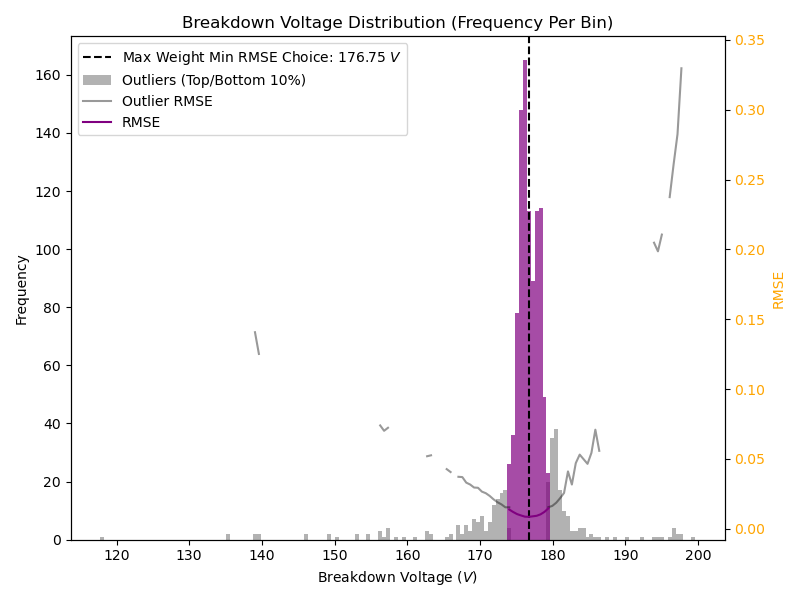 Breakdown Voltage Distribution (Frequency Per Bin)
Max Weight Min RMSE Choice: 176.75 V
Outliers (Top/Bottom 10%)
Outlier RMSE
RMSE
Frequency
160
140
120
100
80
60
40
20
0
0.35
0.30
0.25
0.20
0.15
0.10
0.05
0.00
RMSE
120 130 140 150 160 170 180 190 200
Breakdown Voltage (V)